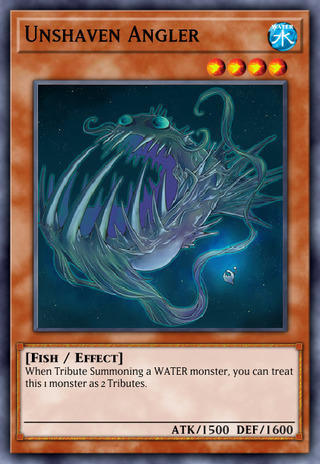 Unshaven Angler
WATER
水
[Fish / Effect]
When Tribute Summoning a WATER monster, you can treat
this 1 monster as 2 Tributes.
ATK/1500 DEF/1600